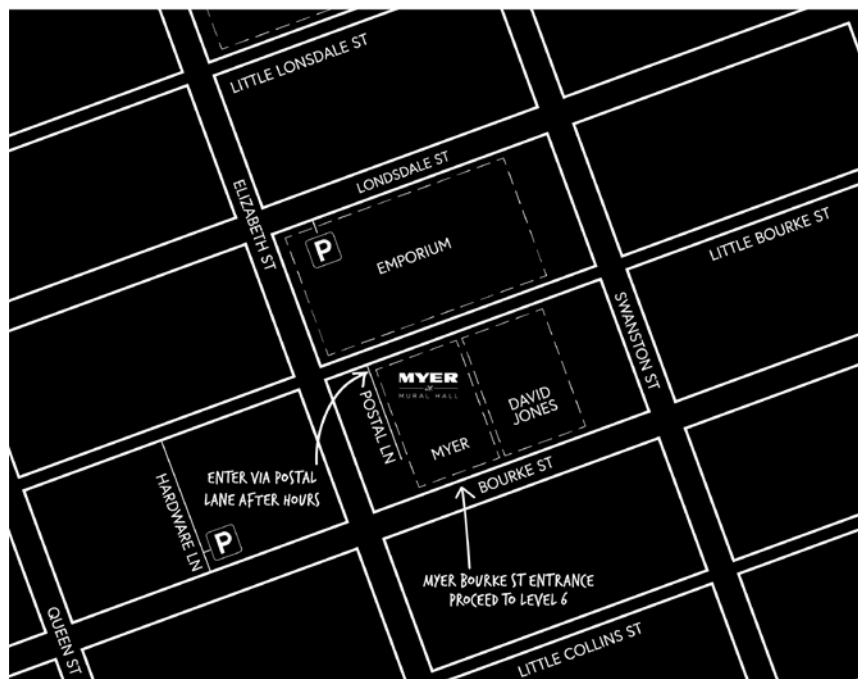 LITTLE LONSDALE ST
LONDSDALE ST
ELIZABETH ST
P
EMPORIUM
LITTLE BOURKE ST
SWANSTON ST
MYER
MURAL HALL
POSTAL LN
DAVID
JONES
MYER
BOURKE ST
ENTER VIA POSTAL
LANE AFTER HOURS
HARDWARE LN
P
MYER BOURKE ST ENTRANCE
PROCEED TO LEVEL 6
QUEEN ST
LITTLE COLLINS ST